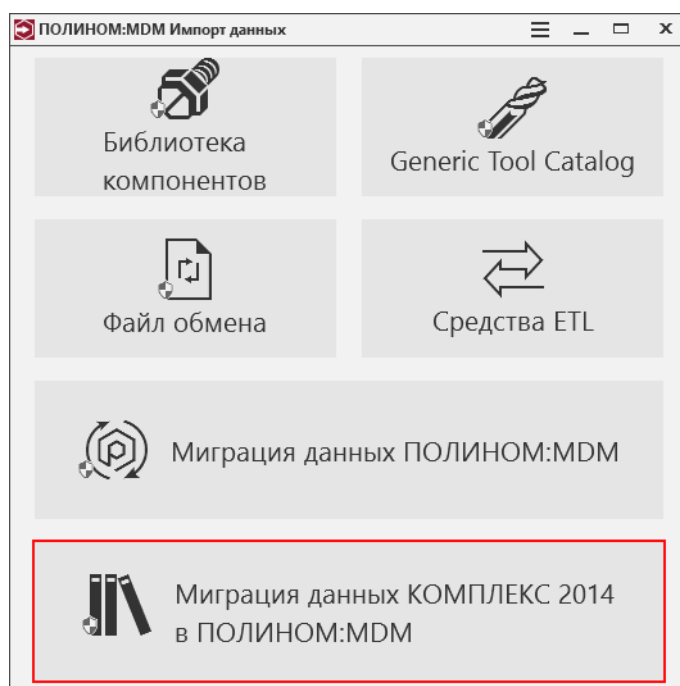 ПОЛИНОМ:MDM Импорт данных
Библиотека
компонентов
Generic Tool Catalog
Файл обмена
Средства ETL
Миграция данных ПОЛИНОМ:MDM
Миграция данных КОМПЛЕКС 2014
в ПОЛИНОМ:MDM